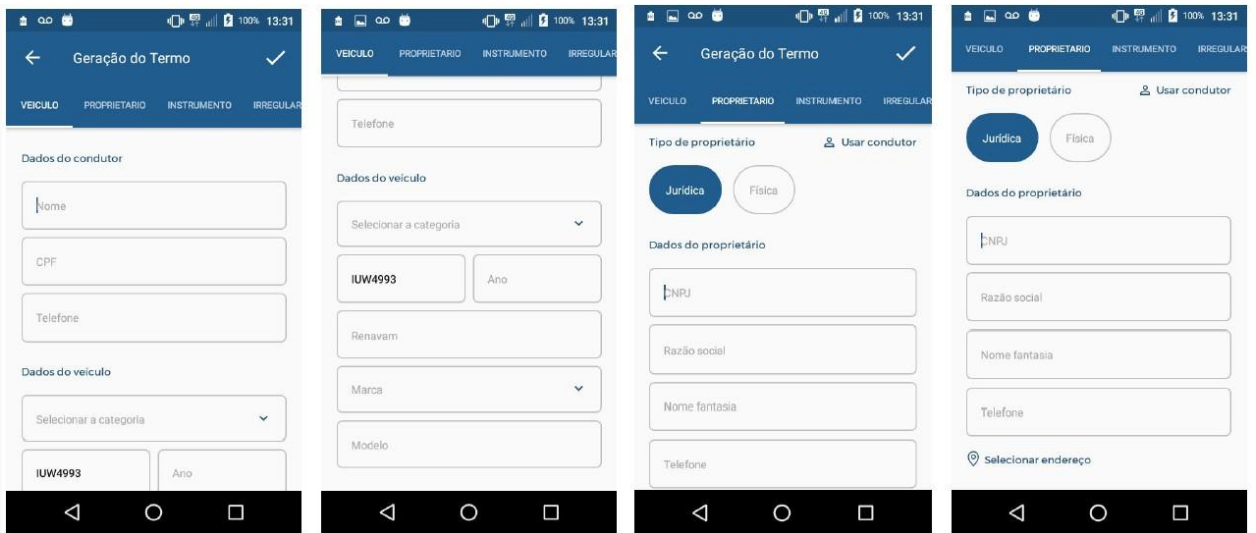 100% 13:31
Geração do Termo
VEICULO PROPRIETARIO INSTRUMENTO IRREGULAR
Dados do condutor
Nome
CPF
Telefone
Dados do veículo
Selecionar a categoria
IUW4993 Ano
100% 13:31
VEICULO PROPRIETARIO INSTRUMENTO IRREGULAR
Telefone
Dados do veículo
Selecionar a categoria
IUW4993 Ano
Renavam
Marca
Modelo
4G 100% 13:31
Geração do Termo
VEICULO PROPRIETARIO INSTRUMENTO IRREGULAR
Tipo de proprietário Usar condutor
Jurídica Física
Dados do proprietário
CNPJ
Razão social
Nome fantasia
Telefone
4G 100% 13:31
VEICULO PROPRIETARIO INSTRUMENTO IRREGULAR
Tipo de proprietário Usar condutor
Jurídica Física
Dados do proprietário
CNPJ
Razão social
Nome fantasia
Telefone
Selecionar endereço